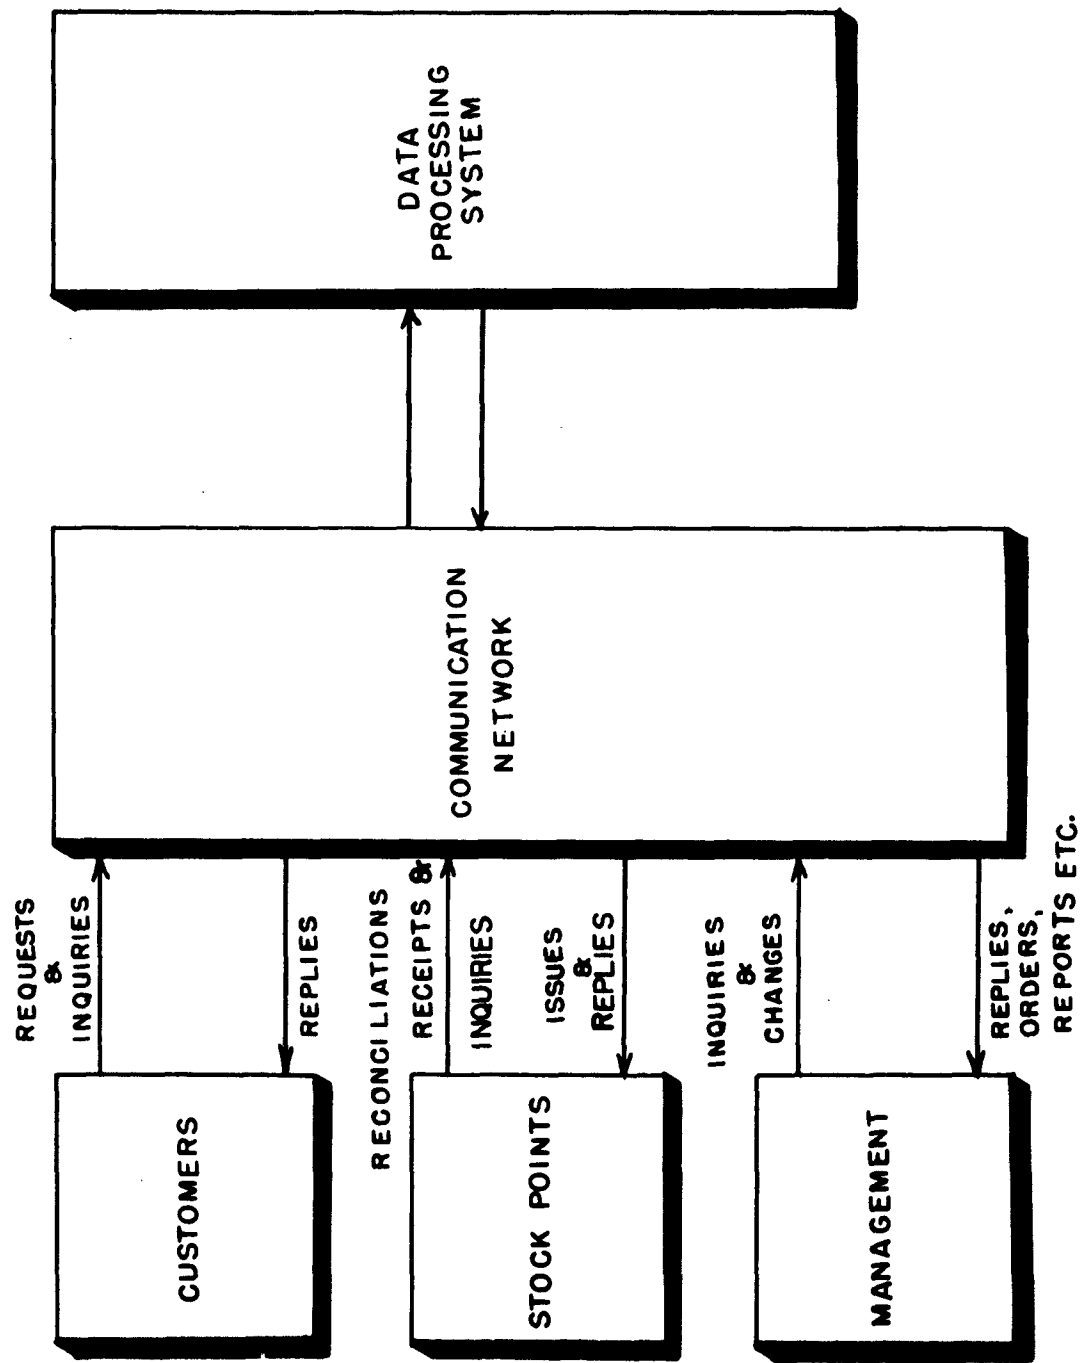 CUSTOMERS
REQUESTS
&
INQUIRIES
REPLIES
STOCK POINTS
RECONCILIATIONS
RECEIPTS &
INQUIRIES
ISSUES
&
REPLIES
MANAGEMENT
INQUIRIES
&
CHANGES
REPLIES,
ORDERS,
REPORTS ETC.
COMMUNICATION
NETWORK
DATA
PROCESSING
SYSTEM